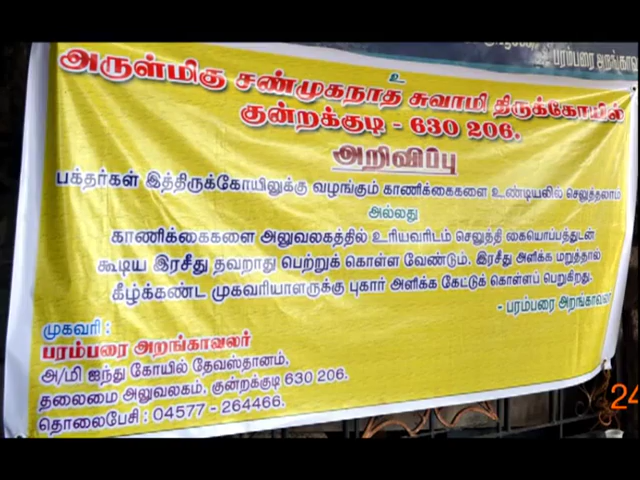 பரம்பரை அறங்காவ
உ
அருள்மிகு சண்முகநாத சுவாமி திருக்கோயில்
குன்றக்குடி - 630 206.
அறிவிப்பு
பக்தர்கள் இத்திருக்கோயிலுக்கு வழங்கும் காணிக்கைகளை உண்டியலில் செலுத்தலாம்
அல்லது
காணிக்கைகளை அலுவலகத்தில் உரியவரிடம் செலுத்தி கையொப்பத்துடன்
கூடிய இரசீது தவறாது பெற்றுக் கொள்ள வேண்டும். இரசீது அளிக்க மறுத்தால்
கீழ்க்கண்ட முகவரியாளருக்கு புகார் அளிக்க கேட்டுக் கொள்ளப் பெறுகிறது.
- பரம்பரை அறங்காவலர்
முகவரி :
பரம்பரை அறங்காவலர்
அ/மி ஐந்து கோயில் தேவஸ்தானம்,
தலைமை அலுவலகம், குன்றக்குடி 630 206.
தொலைபேசி : 04577 - 264466.
24